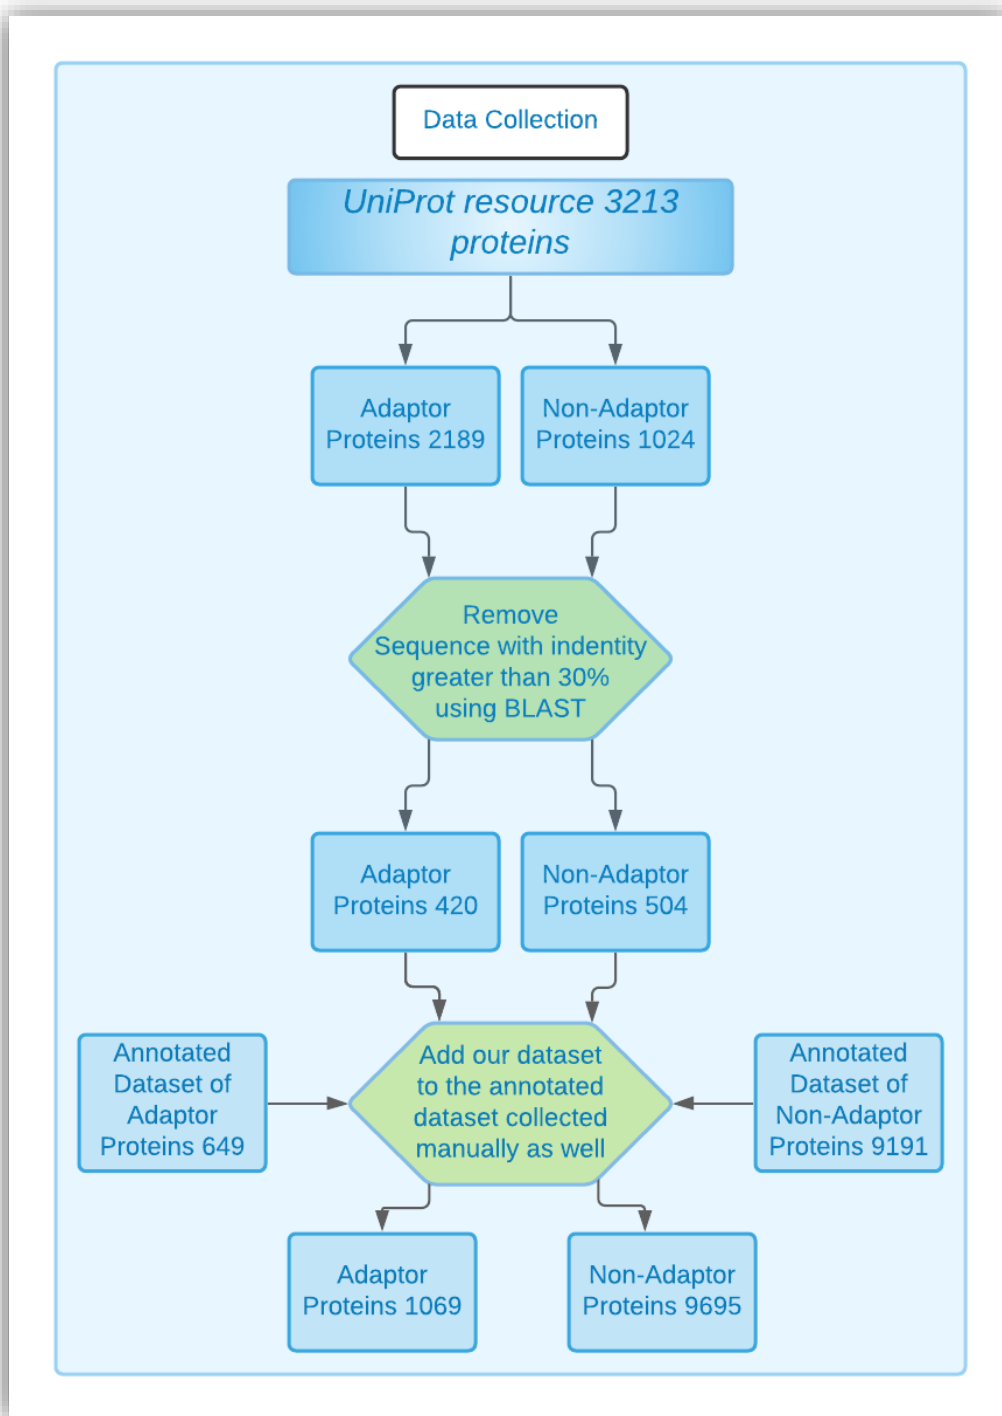 Data Collection
UniProt resource 3213
proteins
Adaptor
Proteins 2189
Non-Adaptor
Proteins 1024
Remove
Sequence with indentity
greater than 30%
using BLAST
Adaptor
Proteins 420
Non-Adaptor
Proteins 504
Annotated
Dataset of
Adaptor
Proteins 649
Add our dataset
to the annotated
dataset collected
manually as well
Annotated
Dataset of
Non-Adaptor
Proteins 9191
Adaptor
Proteins 1069
Non-Adaptor
Proteins 9695